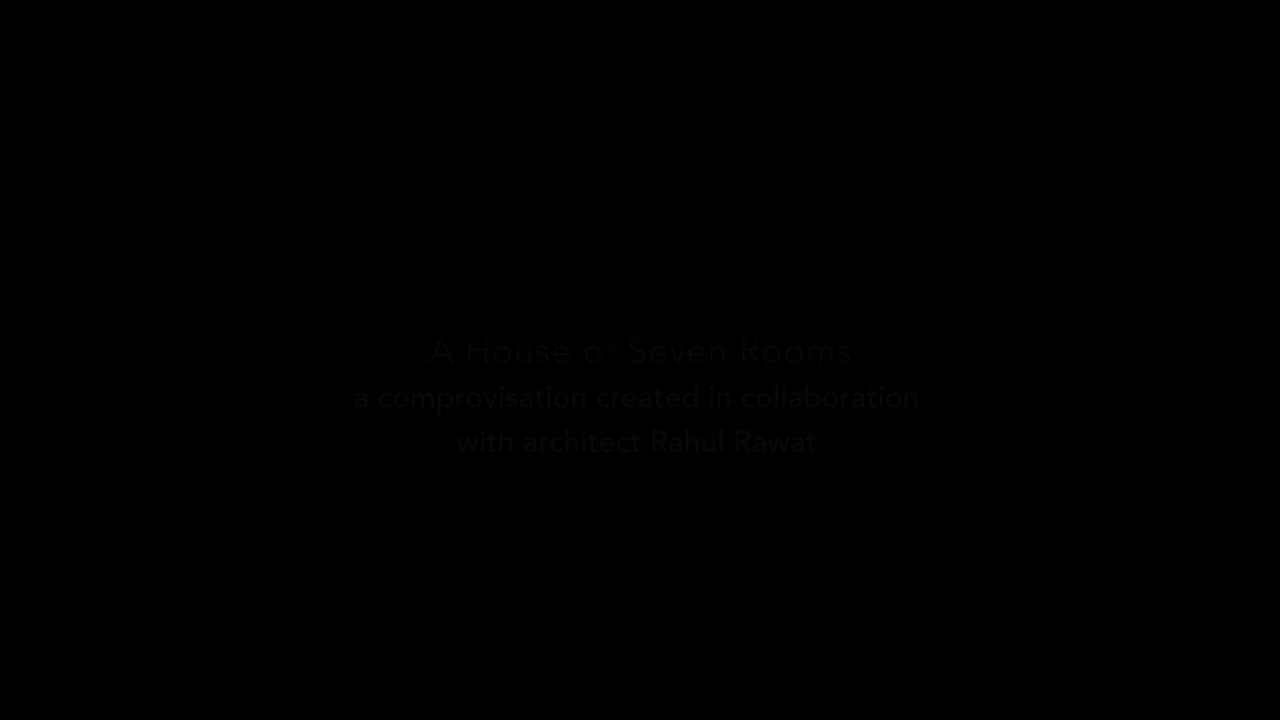 A House of Seven Rooms
a comprovisation created in collaboration
with architect Rahul Rawat